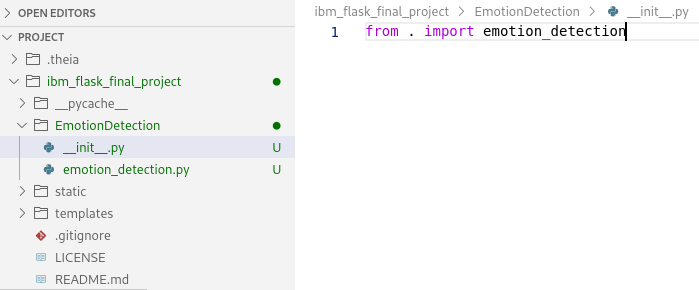 OPEN EDITORS
PROJECT
.theia
ibm_flask_final_project
__pycache__
EmotionDetection
__init__.py U
emotion_detection.py U
static
templates
.gitignore
LICENSE
README.md
ibm_flask_final_project > EmotionDetection > __init__.py
1 from . import emotion_detection